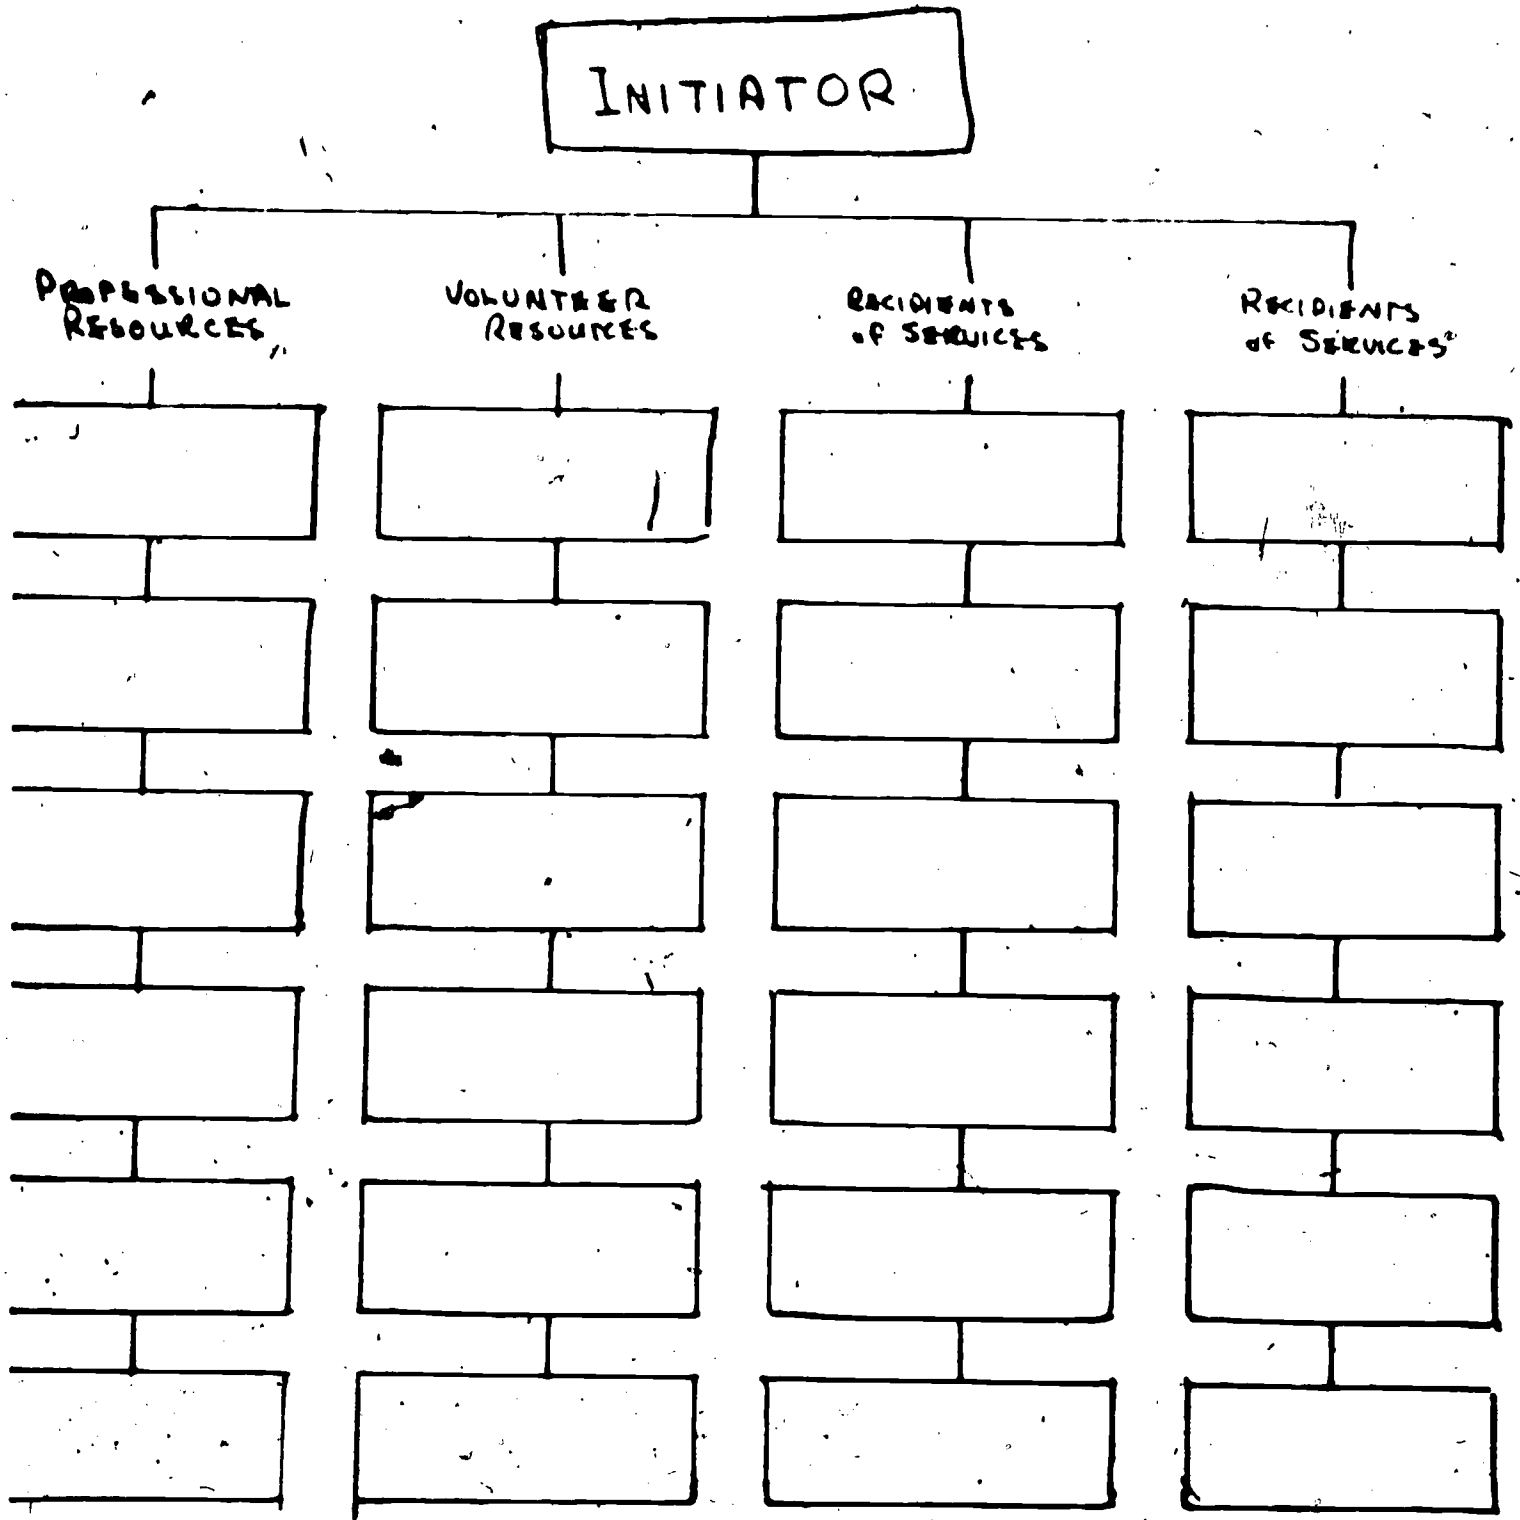 INITIATOR
PROFESSIONAL
RESOURCES
VOLUNTEER
RESOURCES
RECIPIENTS
of SERVICES
RECIPIENTS
of SERVICES